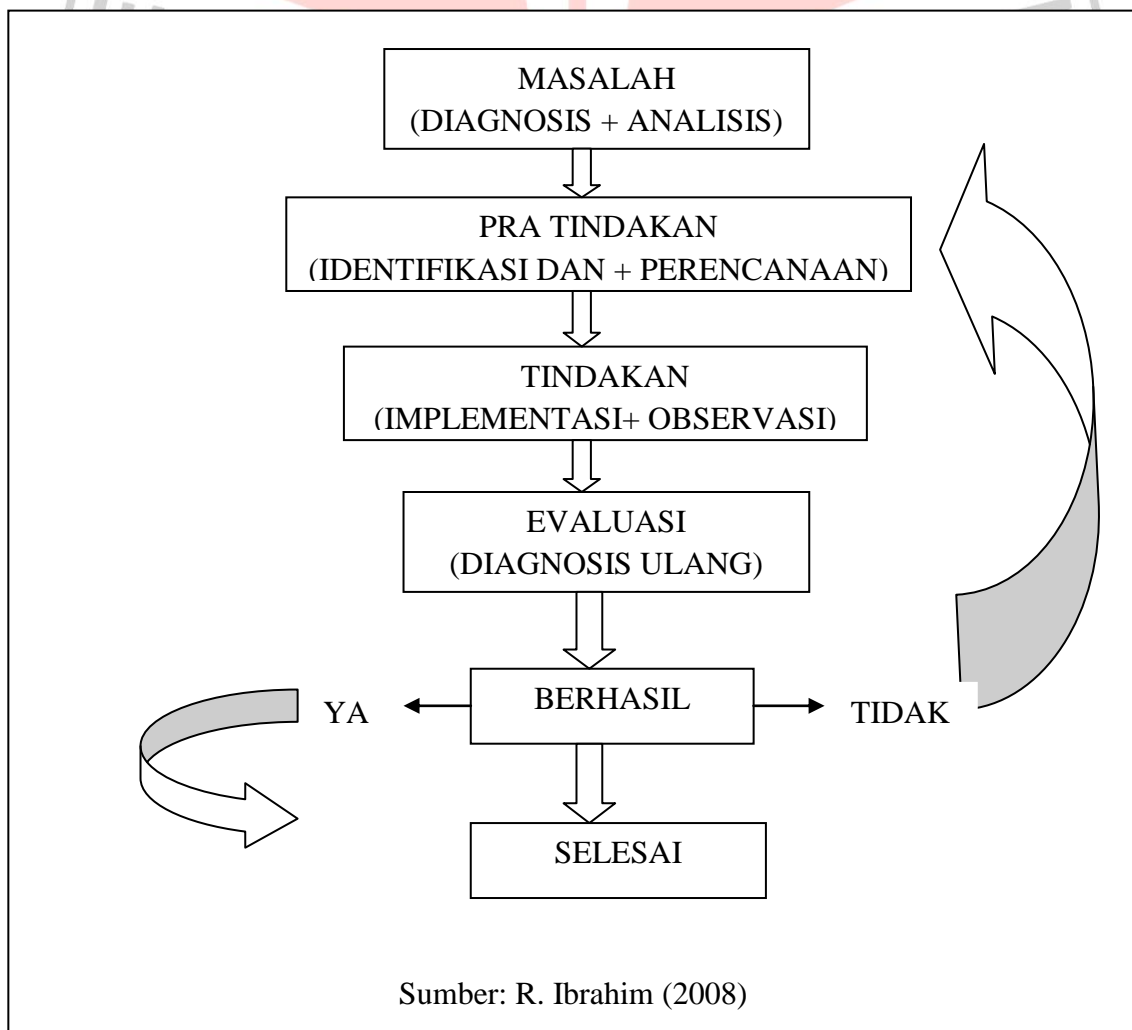 MASALAH
(DIAGNOSIS + ANALISIS)
PRA TINDAKAN
(IDENTIFIKASI DAN + PERENCANAAN)
TINDAKAN
(IMPLEMENTASI+ OBSERVASI)
EVALUASI
(DIAGNOSIS ULANG)
YA
BERHASIL
TIDAK
SELESAI
Sumber: R. Ibrahim (2008)